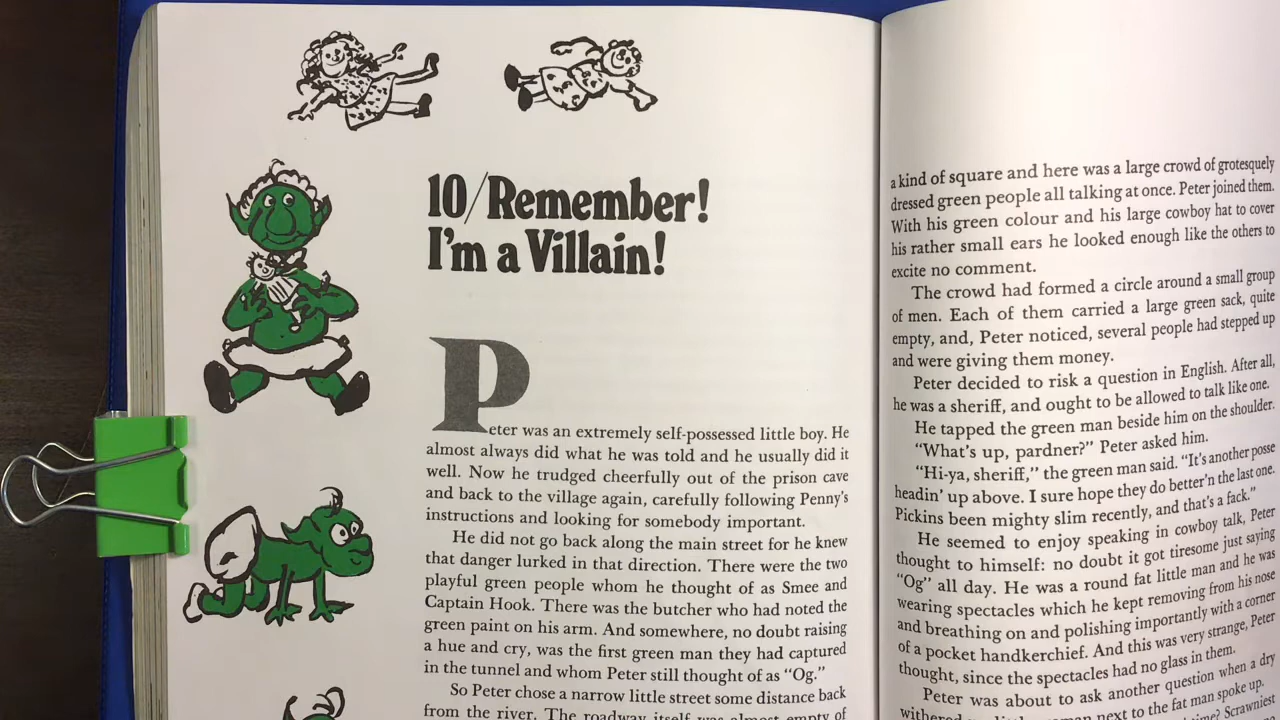 10/Remember!
I'm a Villain!
Peter was an extremely self-possessed little boy. He
almost always did what he was told and he usually did it
well. Now he trudged cheerfully out of the prison cave
and back to the village again, carefully following Penny's
instructions and looking for somebody important.
He did not go back along the main street for he knew
that danger lurked in that direction. There were the two
playful green people whom he thought of as Smee and
Captain Hook. There was the butcher who had noted the
green paint on his arm. And somewhere, no doubt raising
a hue and cry, was the first green man they had captured
in the tunnel and whom Peter still thought of as "Og."
So Peter chose a narrow little street some distance back
from the river. The roadway itself was almost empty of
a kind of square and here was a large crowd of grotesquely
dressed green people all talking at once. Peter joined them.
With his green colour and his large cowboy hat to cover
his rather small ears he looked enough like the others to
excite no comment.
The crowd had formed a circle around a small group
of men. Each of them carried a large green sack, quite
empty, and, Peter noticed, several people had stepped up
and were giving them money.
Peter decided to risk a question in English. After all,
he was a sheriff, and ought to be allowed to talk like one.
He tapped the green man beside him on the shoulder.
"What's up, pardner?" Peter asked him.
"Hi-ya, sheriff," the green man said. "It's another posse
headin' up above. I sure hope they do better'n the last one.
Pickins been mighty slim recently, and that's a fack."
He seemed to enjoy speaking in cowboy talk, Peter
thought to himself: no doubt it got tiresome just saying
"Og" all day. He was a round fat little man and he was
wearing spectacles which he kept removing from his nose
and breathing on and polishing importantly with a corner
of a pocket handkerchief. And this was very strange, Peter
thought, since the spectacles had no glass in them.
Peter was about to ask another question when a dry
withered next to the fat man spoke up.
Scrawniest